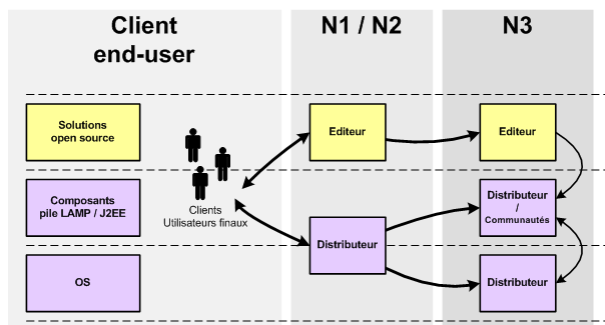 Client
end-user
N1 / N2
N3
Solutions
open source
Editeur
Editeur
Composants
pile LAMP / J2EE
Clients
Utilisateurs finaux
Distributeur
Distributeur
/
Communautés
OS
Distributeur